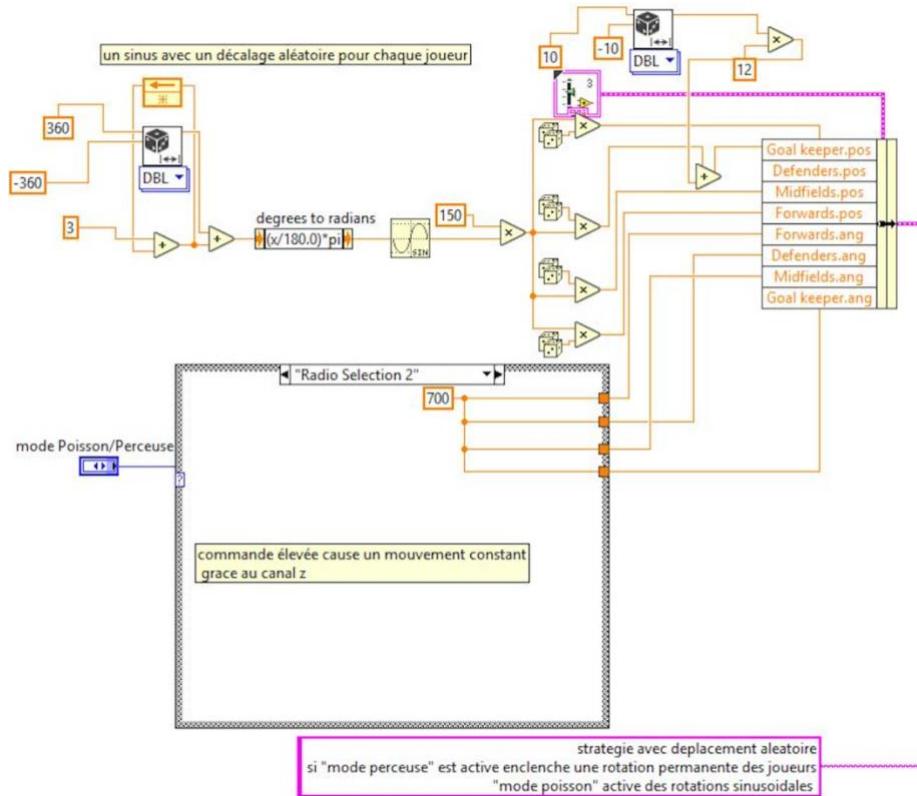 un sinus avec un décalage aléatoire pour chaque joueur
10
-10
DBL
12
3
360
-360
DBL
3
degrees to radians
(x/180.0)*pi
SIN
150
Goal keeper.pos
Defenders.pos
Midfields.pos
Forwards.pos
Forwards.ang
Defenders.ang
Midfields.ang
Goal keeper.ang
"Radio Selection 2"
700
mode Poisson/Perceuse
?
commande élevée cause un mouvement constant
grace au canal z
strategie avec deplacement aleatoire
si "mode perceuse" est active enclenche une rotation permanente des joueurs
"mode poisson" active des rotations sinusoidales